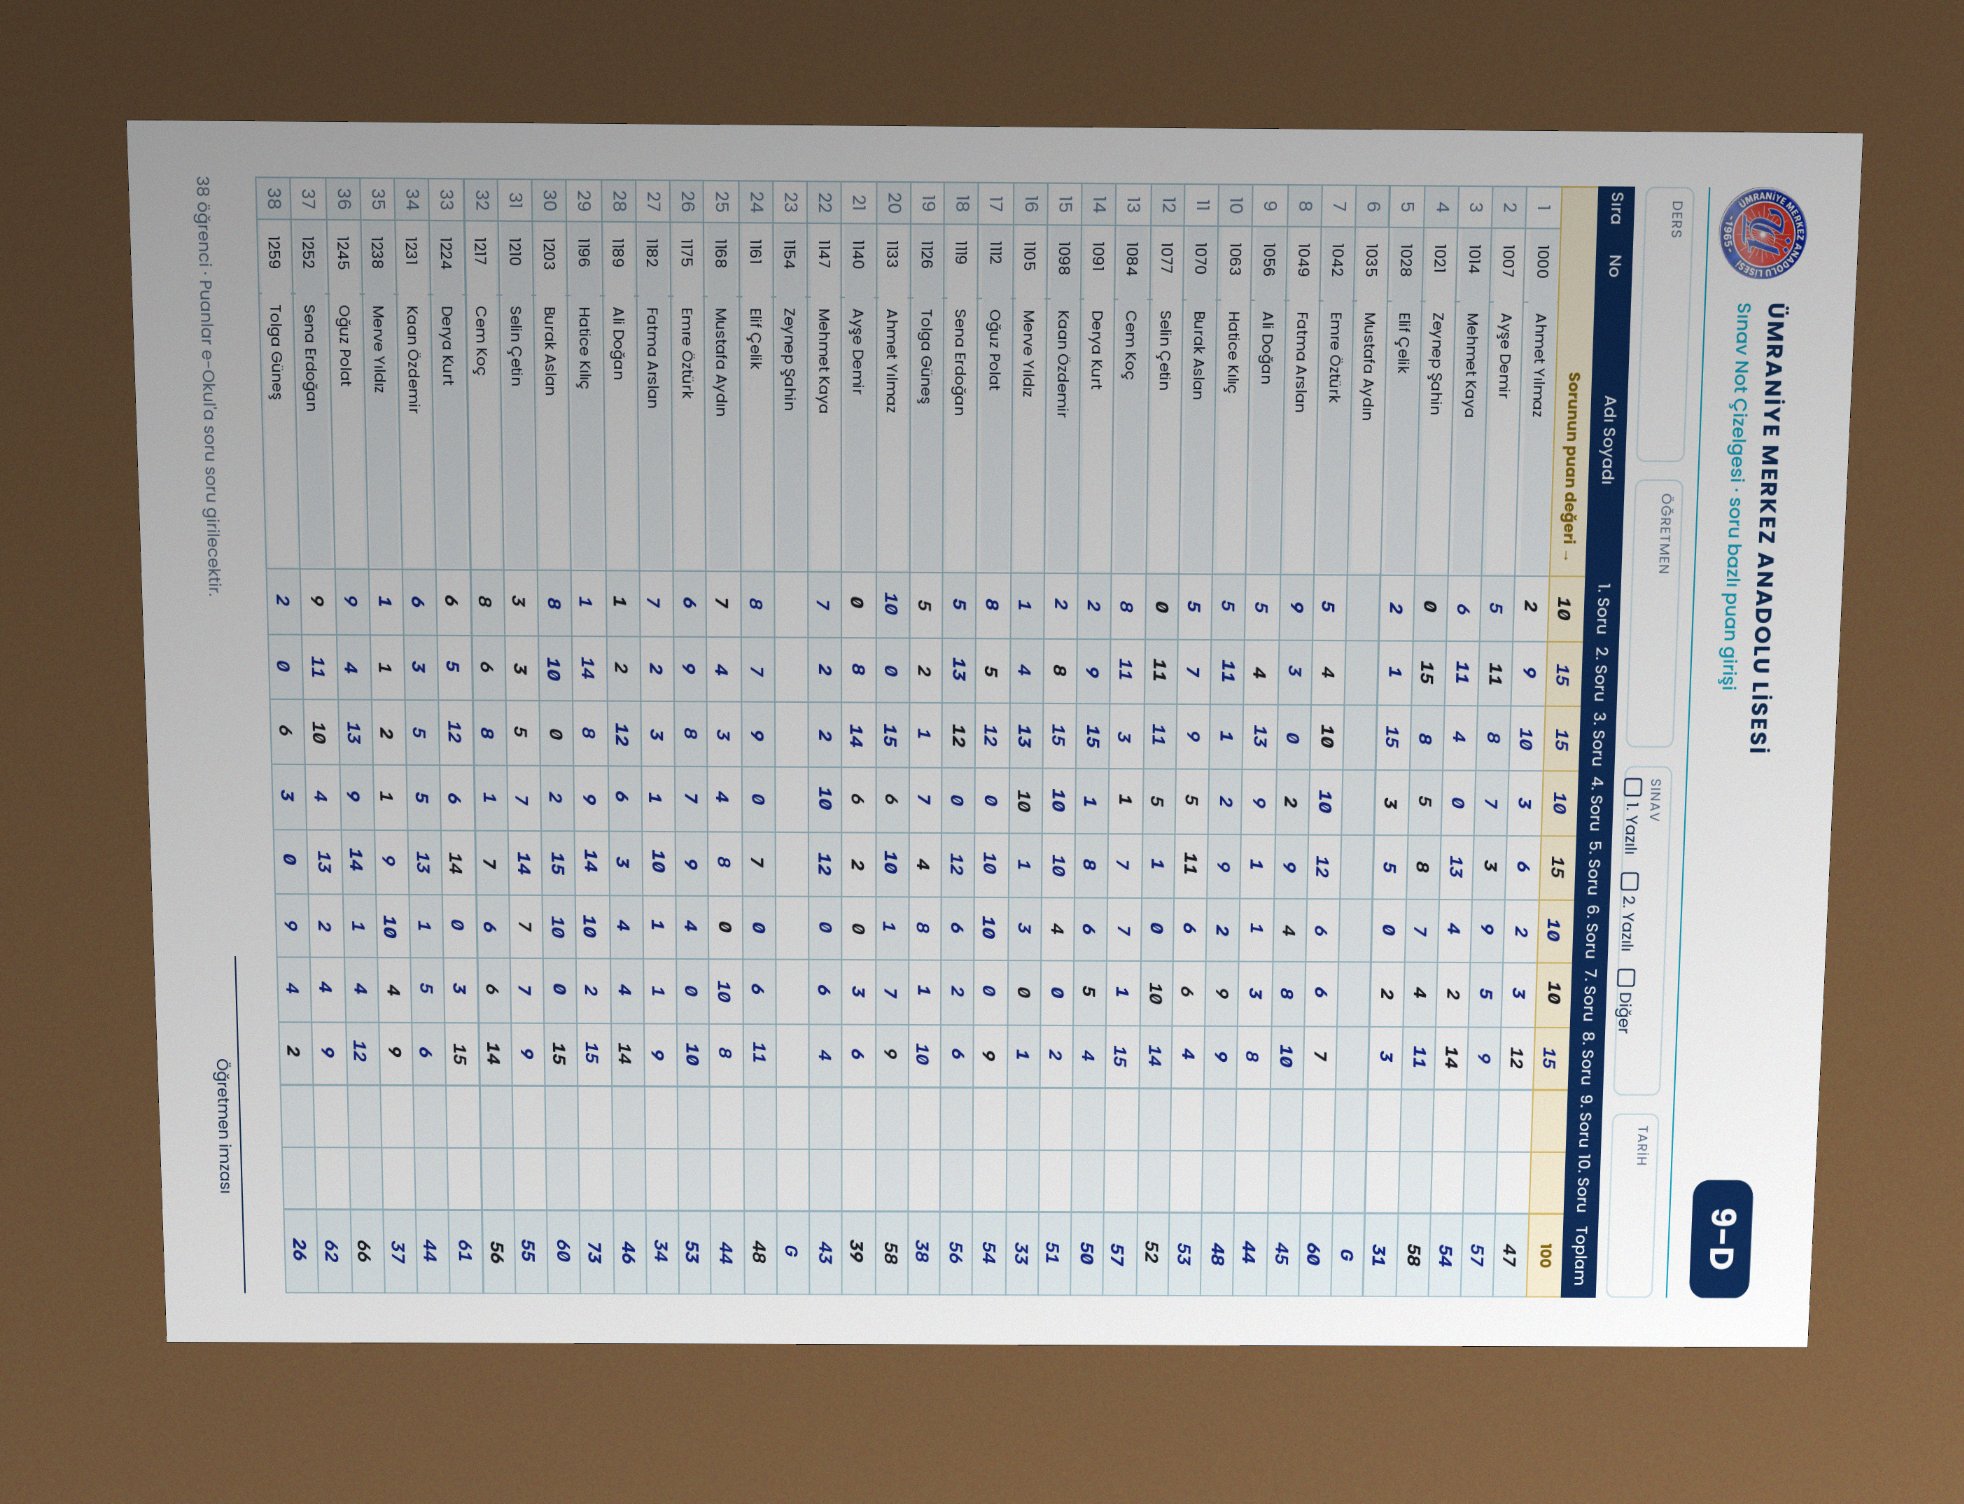 ÜMRANİYE MERKEZ ANADOLU LİSESİ
- 1965 -
ÜMRANİYE MERKEZ ANADOLU LİSESİ
Sınav Not Çizelgesi · soru bazlı puan girişi
9-D
DERS ÖĞRETMEN SINAV TARİH
1. Yazılı 2. Yazılı Diğer
Sıra No Adı Soyadı 1. Soru 2. Soru 3. Soru 4. Soru 5. Soru 6. Soru 7. Soru 8. Soru 9. Soru 10. Soru Toplam
Sorunun puan değeri → 10 15 15 10 15 10 10 15 100
1 1000 Ahmet Yılmaz 2 9 10 3 6 2 3 12 47
2 1007 Ayşe Demir 5 11 8 7 3 9 5 9 57
3 1014 Mehmet Kaya 6 11 4 0 13 4 2 14 54
4 1021 Zeynep Şahin 0 15 8 5 8 7 4 11 58
5 1028 Elif Çelik 2 1 15 3 5 0 2 3 31
6 1035 Mustafa Aydın G
7 1042 Emre Öztürk 5 4 10 10 12 6 6 7 60
8 1049 Fatma Arslan 9 3 0 2 9 4 8 10 45
9 1056 Ali Doğan 5 4 13 9 1 1 3 8 44
10 1063 Hatice Kılıç 5 11 1 2 9 2 9 9 48
11 1070 Burak Aslan 5 7 9 5 11 6 6 4 53
12 1077 Selin Çetin 0 11 11 5 1 0 10 14 52
13 1084 Cem Koç 8 11 3 1 7 7 1 15 57
14 1091 Derya Kurt 2 9 15 1 8 6 5 4 50
15 1098 Kaan Özdemir 2 8 15 10 10 4 0 2 51
16 1105 Merve Yıldız 1 4 13 10 1 3 0 1 33
17 1112 Oğuz Polat 8 5 12 0 10 10 0 9 54
18 1119 Sena Erdoğan 5 13 12 0 12 6 2 6 56
19 1126 Tolga Güneş 5 2 1 7 4 8 1 10 38
20 1133 Ahmet Yılmaz 10 0 15 6 10 1 7 9 58
21 1140 Ayşe Demir 0 8 14 6 2 0 3 6 39
22 1147 Mehmet Kaya 7 2 2 10 12 0 6 4 43
23 1154 Zeynep Şahin G
24 1161 Elif Çelik 8 7 9 0 7 0 6 11 48
25 1168 Mustafa Aydın 7 4 3 4 8 0 10 8 44
26 1175 Emre Öztürk 6 9 8 7 9 4 0 10 53
27 1182 Fatma Arslan 7 2 3 1 10 1 1 9 34
28 1189 Ali Doğan 1 2 12 6 3 4 4 14 46
29 1196 Hatice Kılıç 1 14 8 9 14 10 2 15 73
30 1203 Burak Aslan 8 10 0 2 15 10 0 15 60
31 1210 Selin Çetin 3 3 5 7 14 7 7 9 55
32 1217 Cem Koç 8 6 8 1 7 6 6 14 56
33 1224 Derya Kurt 6 5 12 6 14 0 3 15 61
34 1231 Kaan Özdemir 6 3 5 5 13 1 5 6 44
35 1238 Merve Yıldız 1 1 2 1 9 10 4 9 37
36 1245 Oğuz Polat 9 4 13 9 14 1 4 12 66
37 1252 Sena Erdoğan 9 11 10 4 13 2 4 9 62
38 1259 Tolga Güneş 2 0 6 3 0 9 4 2 26
38 öğrenci · Puanlar e-Okul'a soru soru girilecektir.
Öğretmen imzası